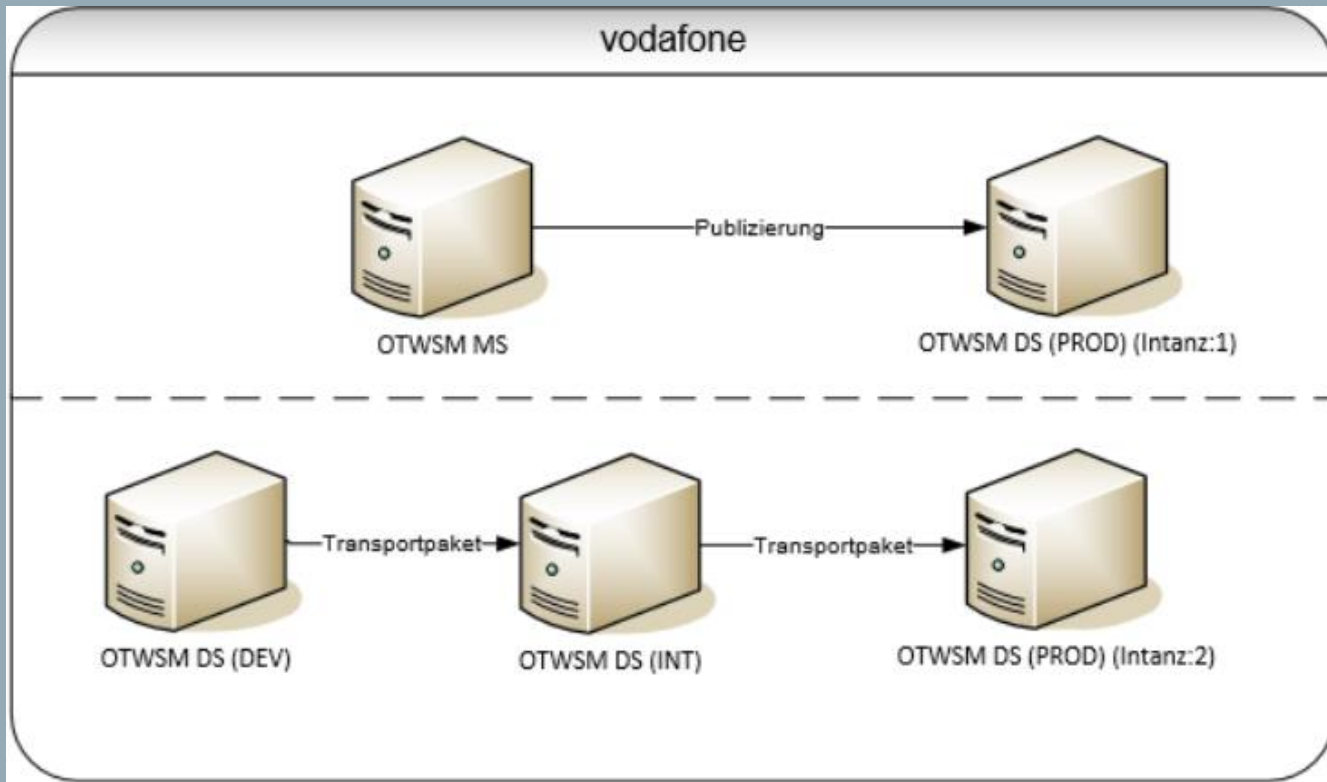 vodafone
Publizierung
OTWSM MS
OTWSM DS (PROD) (Intanz:1)
Transportpaket
Transportpaket
OTWSM DS (DEV)
OTWSM DS (INT)
OTWSM DS (PROD) (Intanz:2)